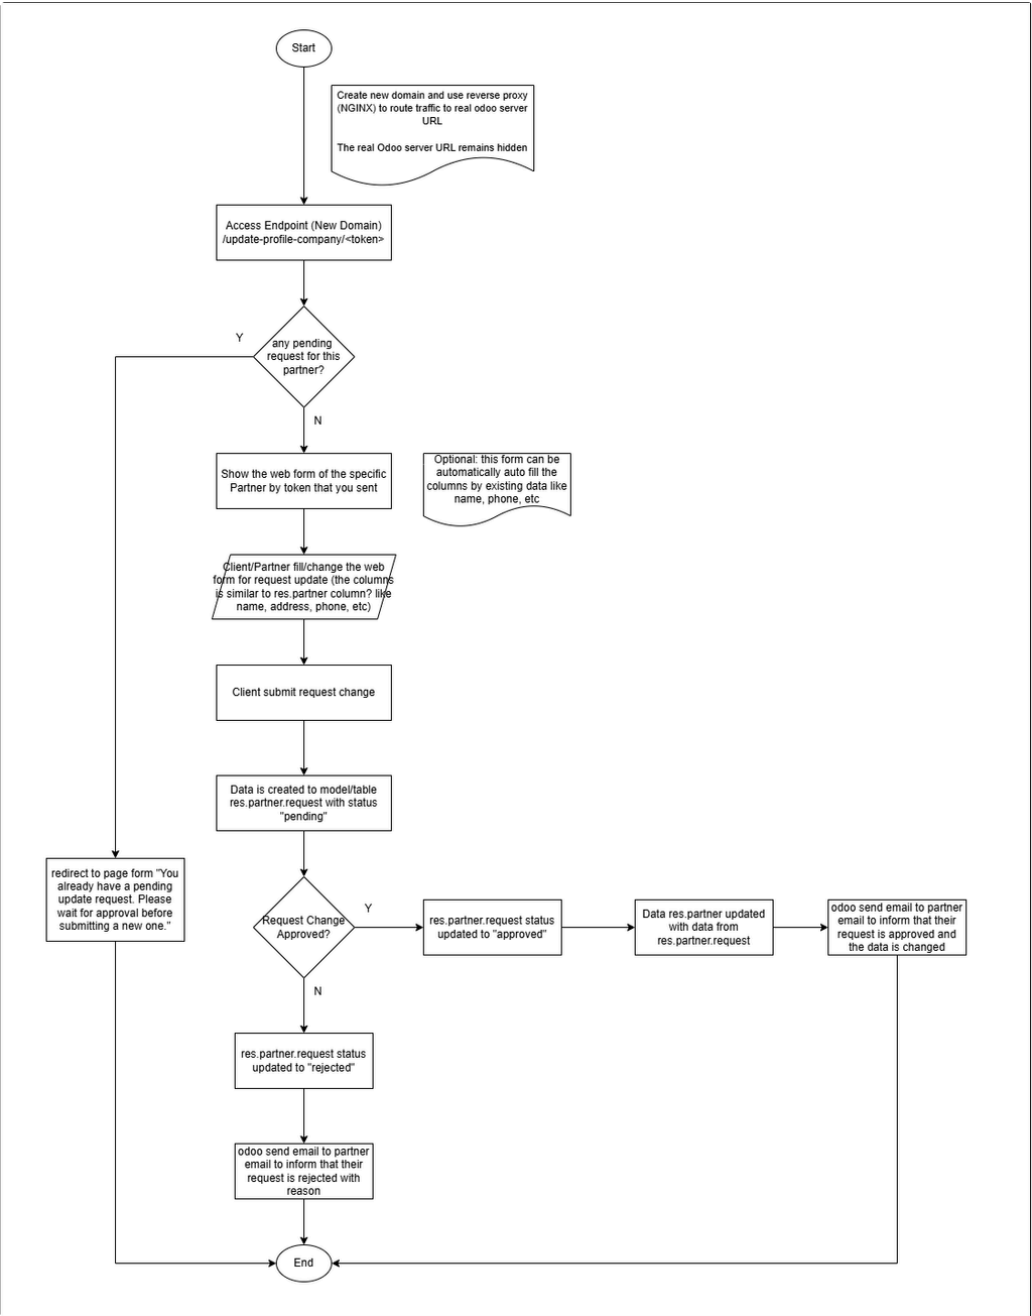 Start
Create new domain and use reverse proxy
(NGINX) to route traffic to real odoo server
URL
The real Odoo server URL remains hidden
Access Endpoint (New Domain)
/update-profile-company/<token>
Y
any pending
request for this
partner?
N
Show the web form of the specific
Partner by token that you sent
Optional: this form can be
automatically auto fill the
columns by existing data like
name, phone, etc
Client/Partner fill/change the web
form for request update (the columns
is similar to res.partner column? like
name, address, phone, etc)
Client submit request change
Data is created to model/table
res.partner.request with status
"pending"
redirect to page form "You
already have a pending
update request. Please
wait for approval before
submitting a new one."
Request Change
Approved?
Y
res.partner.request status
updated to "approved"
Data res.partner updated
with data from
res.partner.request
odoo send email to partner
email to inform that their
request is approved and
the data is changed
N
res.partner.request status
updated to "rejected"
odoo send email to partner
email to inform that their
request is rejected with
reason
End